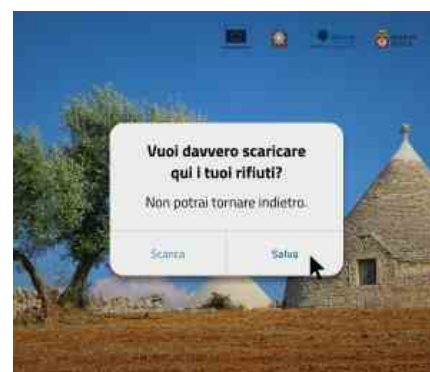 Vuoi davvero scaricare
qui i tuoi rifiuti?
Non potrai tornare indietro.
Scarica
Salva